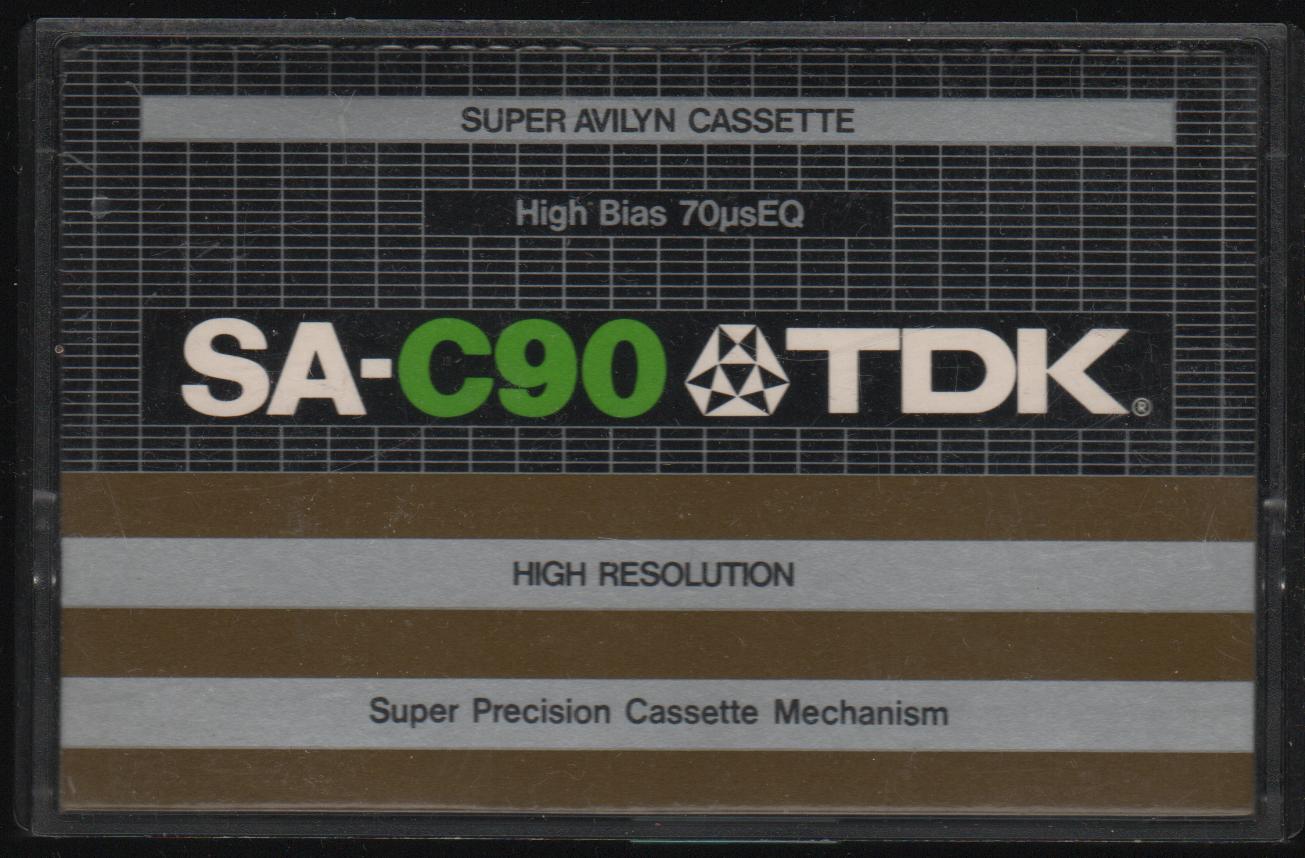 SUPER AVILYN CASSETTE
High Bias 70µsEQ
SA-C90 TDK®
HIGH RESOLUTION
Super Precision Cassette Mechanism